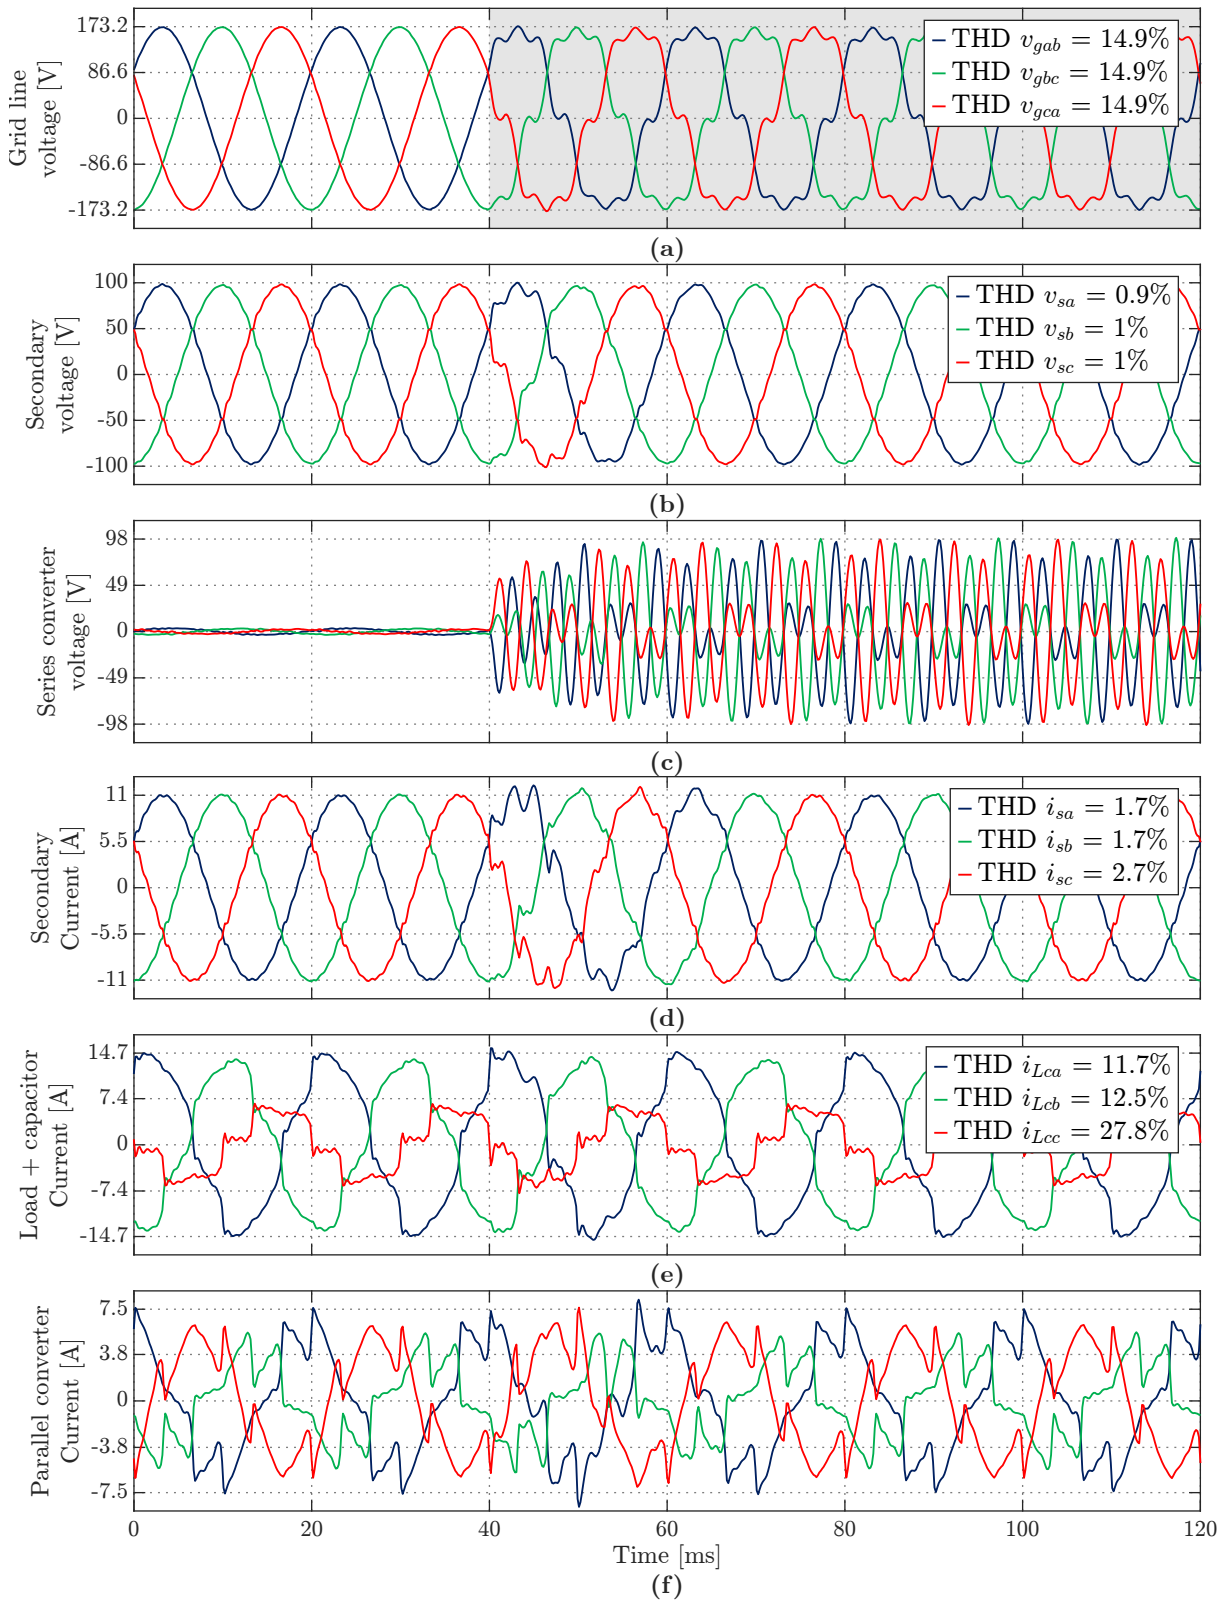 Grid line
voltage [V]
173.2
86.6
0
-86.6
-173.2
THD v_gab = 14.9%
THD v_gbc = 14.9%
THD v_gca = 14.9%
(a)
Secondary
voltage [V]
100
50
0
-50
-100
THD v_sa = 0.9%
THD v_sb = 1%
THD v_sc = 1%
(b)
Series converter
voltage [V]
98
49
0
-49
-98
(c)
Secondary
Current [A]
11
5.5
0
-5.5
-11
THD i_sa = 1.7%
THD i_sb = 1.7%
THD i_sc = 2.7%
(d)
Load + capacitor
Current [A]
14.7
7.4
0
-7.4
-14.7
THD i_Lca = 11.7%
THD i_Lcb = 12.5%
THD i_Lcc = 27.8%
(e)
Parallel converter
Current [A]
7.5
3.8
0
-3.8
-7.5
0 20 40 60 80 100 120
Time [ms]
(f)